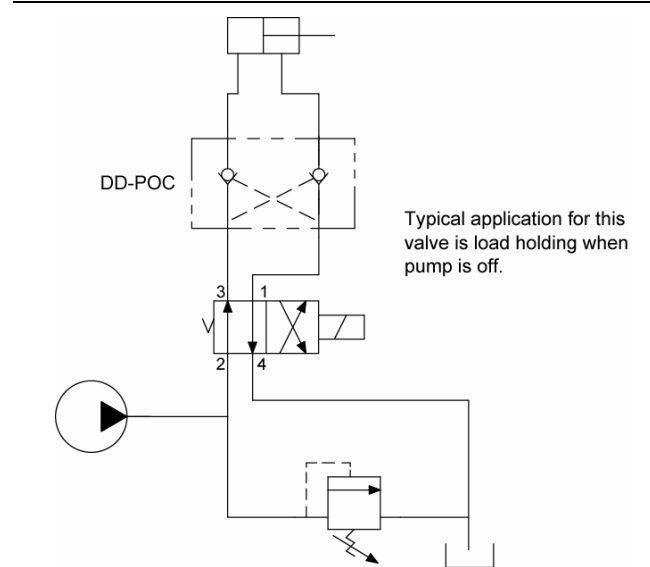 DD-POC
Typical application for this
valve is load holding when
pump is off.
3 1
2 4